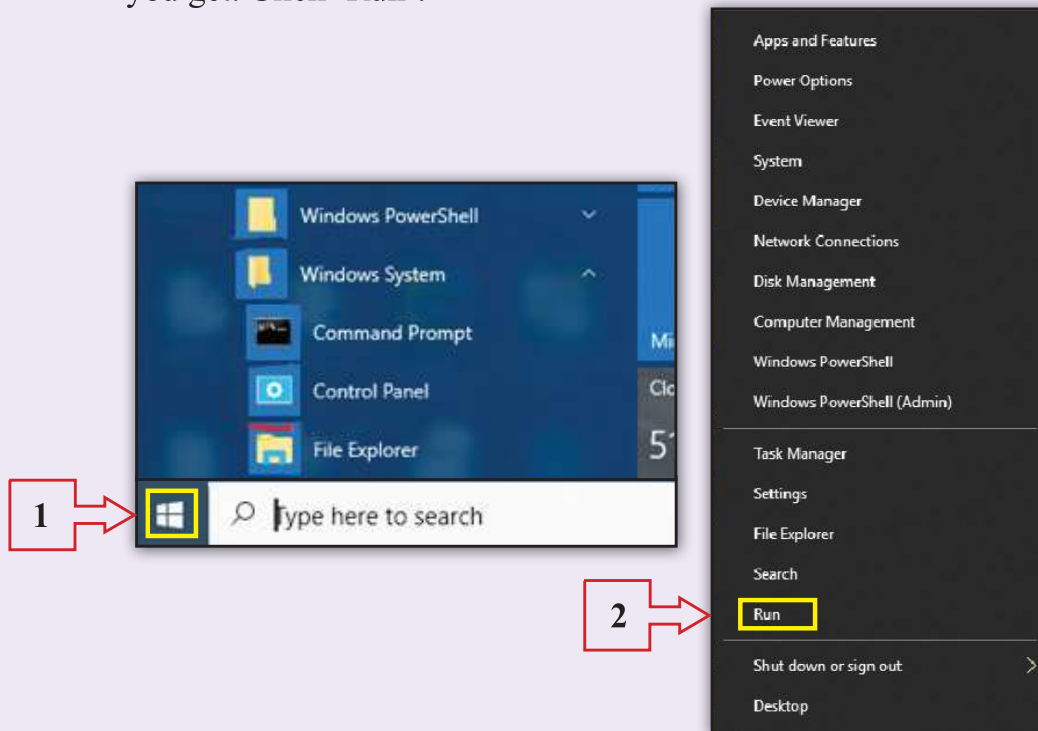 Windows PowerShell
Windows System
Command Prompt
Control Panel
File Explorer
1
Type here to search
Apps and Features
Power Options
Event Viewer
System
Device Manager
Network Connections
Disk Management
Computer Management
Windows PowerShell
Windows PowerShell (Admin)
Task Manager
Settings
File Explorer
Search
2
Run
Shut down or sign out
Desktop